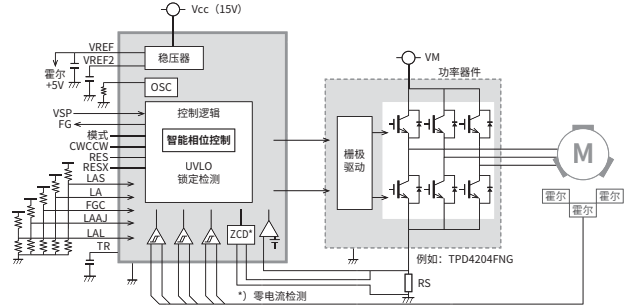 Vcc（15V）
VREF
VREF2
霍尔
+5V
稳压器
OSC
VSP
FG
模式
CWCCW
RES
RESX
LAS
LA
FGC
LAAJ
LAL
TR
控制逻辑
智能相位控制
UVLO
锁定检测
ZCD*
*）零电流检测
VM
功率器件
栅极
驱动
例如：TPD4204FNG
RS
M
霍尔
霍尔
霍尔